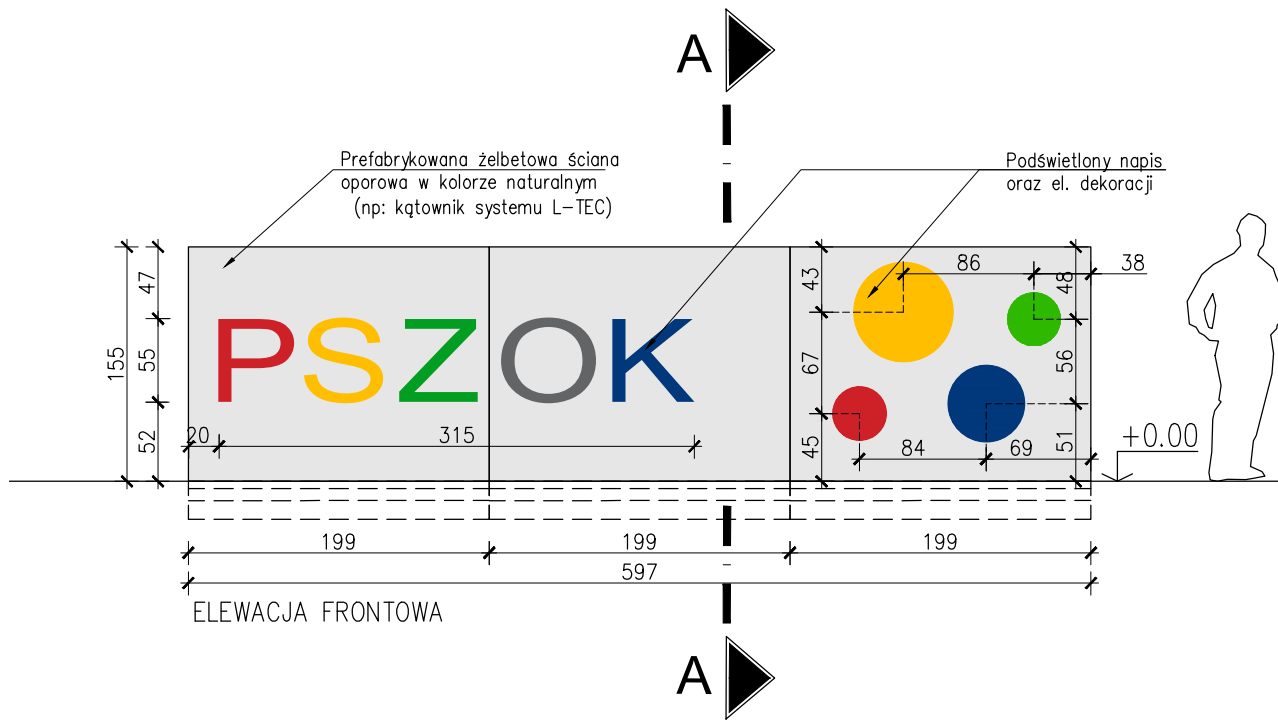 A
Prefabrykowana żelbetowa ściana
oporowa w kolorze naturalnym
(np: kątownik systemu L-TEC)
Podświetlony napis
oraz el. dekoracji
47
55
52
155
PSZOK
20
315
43
67
45
86
38
48
56
51
84
69
+0.00
199
199
199
597
ELEWACJA FRONTOWA
A